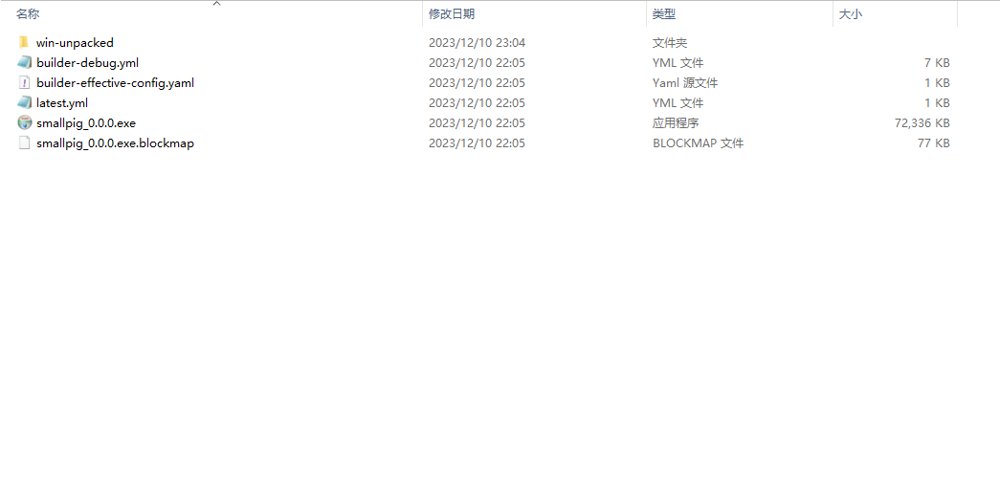 名称 修改日期 类型 大小
win-unpacked 2023/12/10 23:04 文件夹
builder-debug.yml 2023/12/10 22:05 YML 文件 7 KB
builder-effective-config.yaml 2023/12/10 22:05 Yaml 源文件 1 KB
latest.yml 2023/12/10 22:05 YML 文件 1 KB
smallpig_0.0.0.exe 2023/12/10 22:05 应用程序 72,336 KB
smallpig_0.0.0.exe.blockmap 2023/12/10 22:05 BLOCKMAP 文件 77 KB